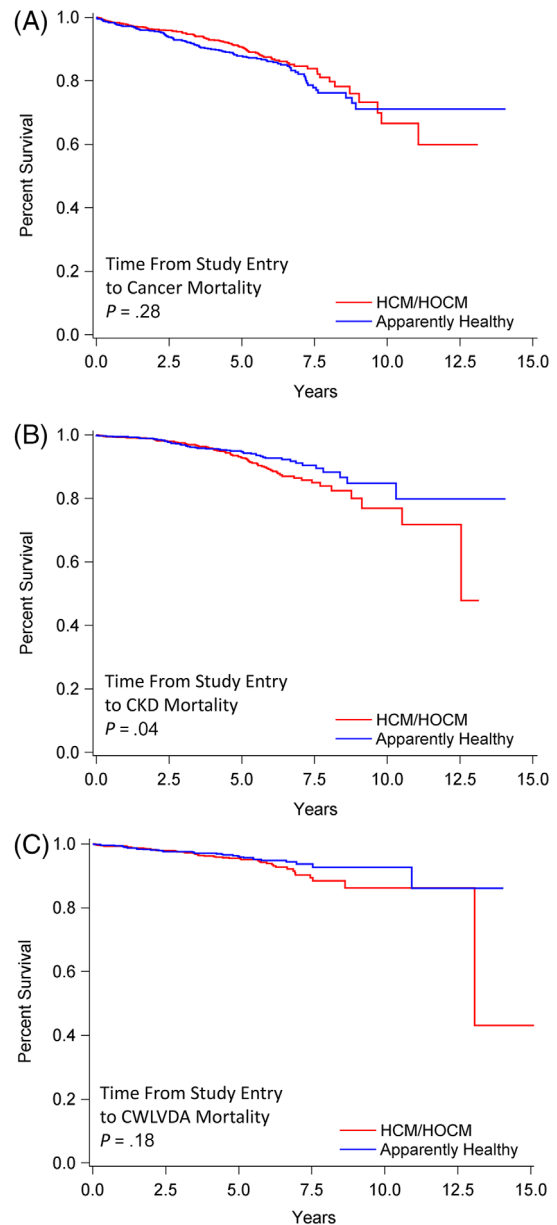 (A)
1.0
0.8
0.6
0.4
0.2
0.0
Percent Survival
Time From Study Entry
to Cancer Mortality
P = .28
HCM/HOCM
Apparently Healthy
0.0 2.5 5.0 7.5 10.0 12.5 15.0
Years
(B)
1.0
0.8
0.6
0.4
0.2
0.0
Percent Survival
Time From Study Entry
to CKD Mortality
P = .04
HCM/HOCM
Apparently Healthy
0.0 2.5 5.0 7.5 10.0 12.5 15.0
Years
(C)
1.0
0.8
0.6
0.4
0.2
0.0
Percent Survival
Time From Study Entry
to CWLVDA Mortality
P = .18
HCM/HOCM
Apparently Healthy
0.0 2.5 5.0 7.5 10.0 12.5 15.0
Years